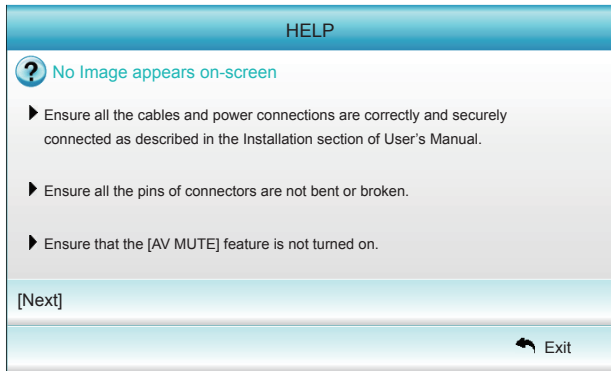 HELP
? No Image appears on-screen
Ensure all the cables and power connections are correctly and securely
connected as described in the Installation section of User's Manual.
Ensure all the pins of connectors are not bent or broken.
Ensure that the [AV MUTE] feature is not turned on.
[Next]
Exit